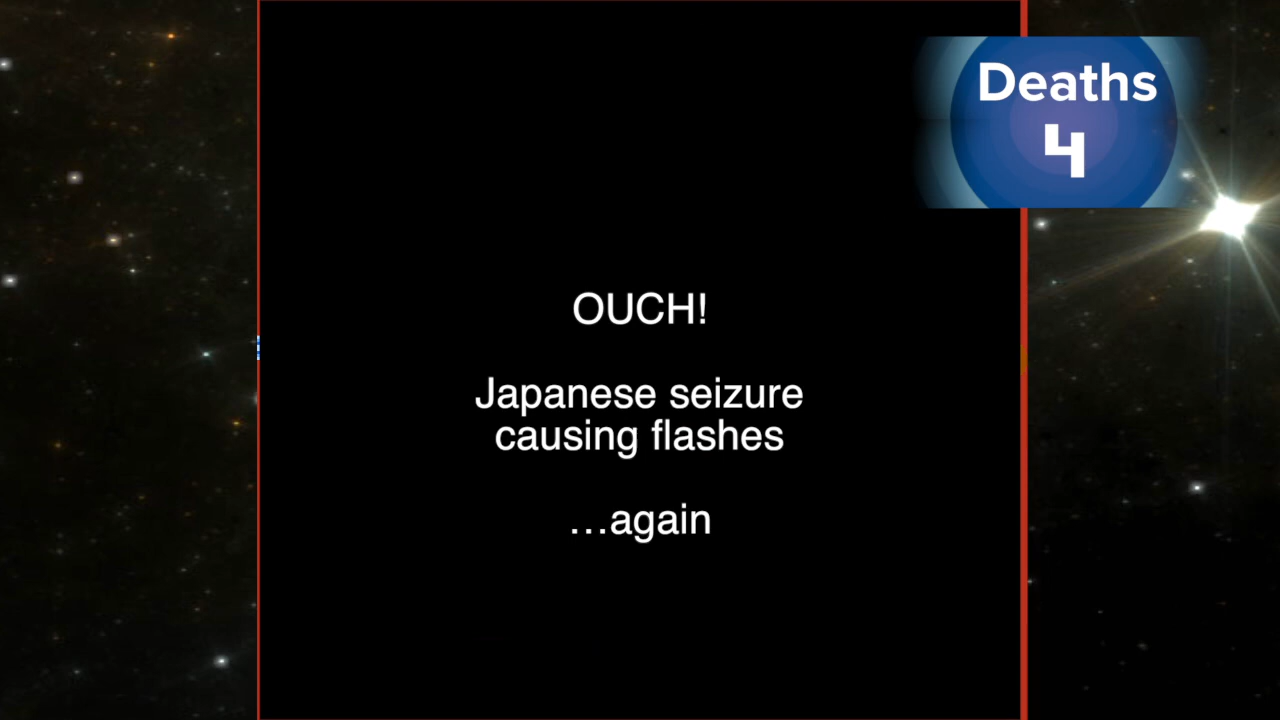 Deaths
4
OUCH!
Japanese seizure
causing flashes
…again